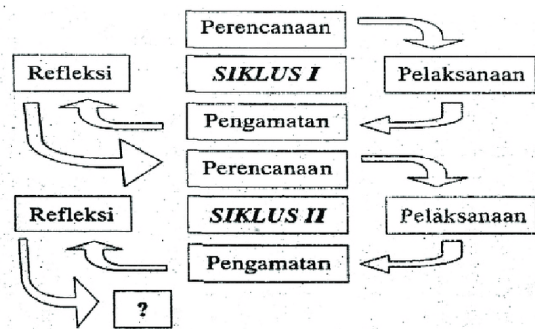 Perencanaan
Refleksi
SIKLUS I
Pelaksanaan
Pengamatan
Perencanaan
Refleksi
SIKLUS II
Pelaksanaan
Pengamatan
?